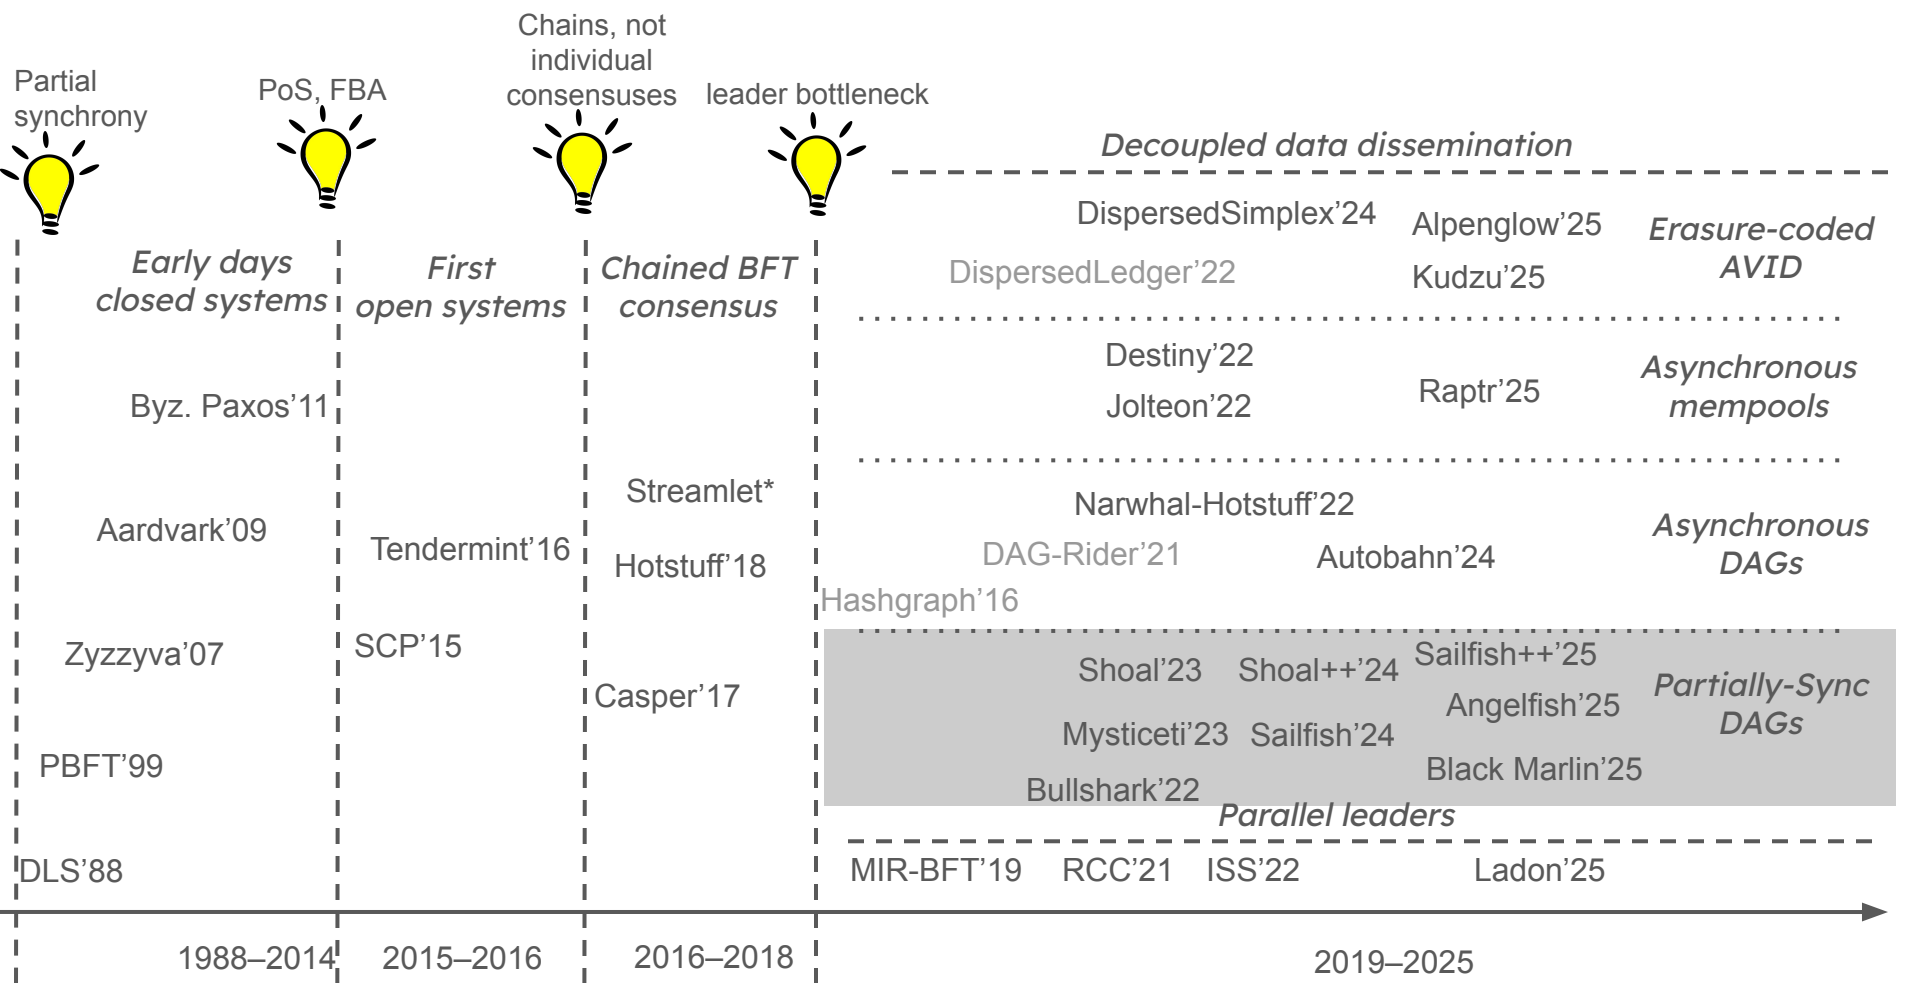 Partial
synchrony
PoS, FBA
Chains, not
individual
consensuses
leader bottleneck
Decoupled data dissemination
Early days
closed systems
First
open systems
Chained BFT
consensus
DispersedSimplex’24
Alpenglow’25
Erasure-coded
AVID
DispersedLedger’22
Kudzu’25
Byz. Paxos’11
Destiny’22
Jolteon’22
Raptr’25
Asynchronous
mempools
Aardvark’09
Tendermint’16
Streamlet*
Hotstuff’18
Narwhal-Hotstuff’22
DAG-Rider’21
Autobahn’24
Asynchronous
DAGs
Hashgraph’16
Zyzzyva’07
SCP’15
Casper’17
Shoal’23
Shoal++’24
Sailfish++’25
Partially-Sync
DAGs
Angelfish’25
Mysticeti’23
Sailfish’24
Black Marlin’25
PBFT’99
Bullshark’22
Parallel leaders
DLS’88
MIR-BFT’19
RCC’21
ISS’22
Ladon’25
1988–2014
2015–2016
2016–2018
2019–2025